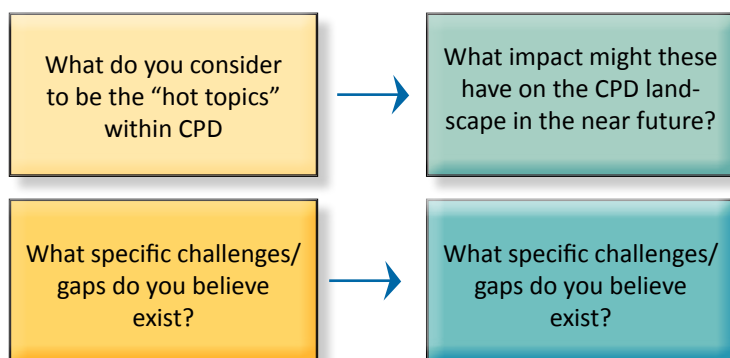 What do you consider
to be the “hot topics”
within CPD
What impact might these
have on the CPD land-
scape in the near future?
What specific challenges/
gaps do you believe
exist?
What specific challenges/
gaps do you believe
exist?